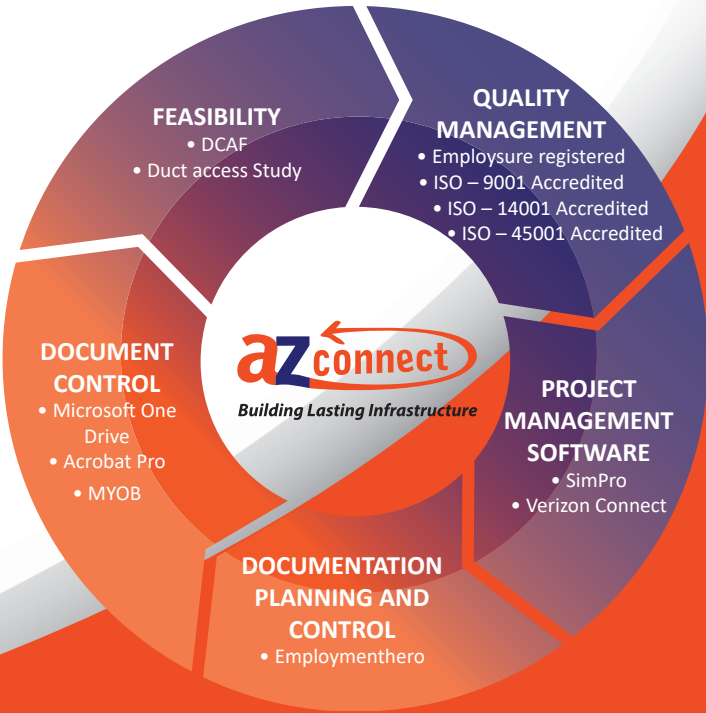 FEASIBILITY
• DCAF
• Duct access Study
QUALITY
MANAGEMENT
• Employsure registered
• ISO – 9001 Accredited
• ISO – 14001 Accredited
• ISO – 45001 Accredited
DOCUMENT
CONTROL
• Microsoft One
Drive
• Acrobat Pro
• MYOB
az connect
Building Lasting Infrastructure
PROJECT
MANAGEMENT
SOFTWARE
• SimPro
• Verizon Connect
DOCUMENTATION
PLANNING AND
CONTROL
• Employmenthero